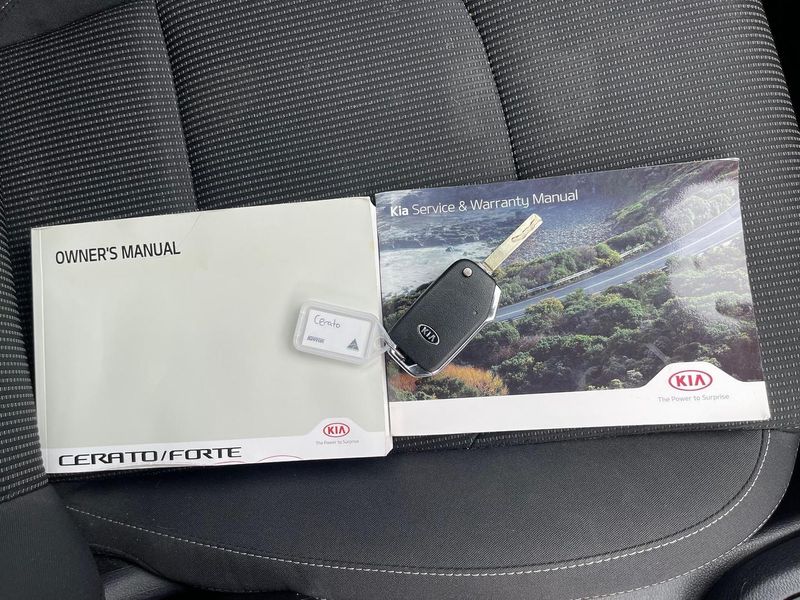 OWNER'S MANUAL
KIA
The Power to Surprise
CERATO/FORTE
Kia Service & Warranty Manual
KIA
The Power to Surprise
Cerato
KIA